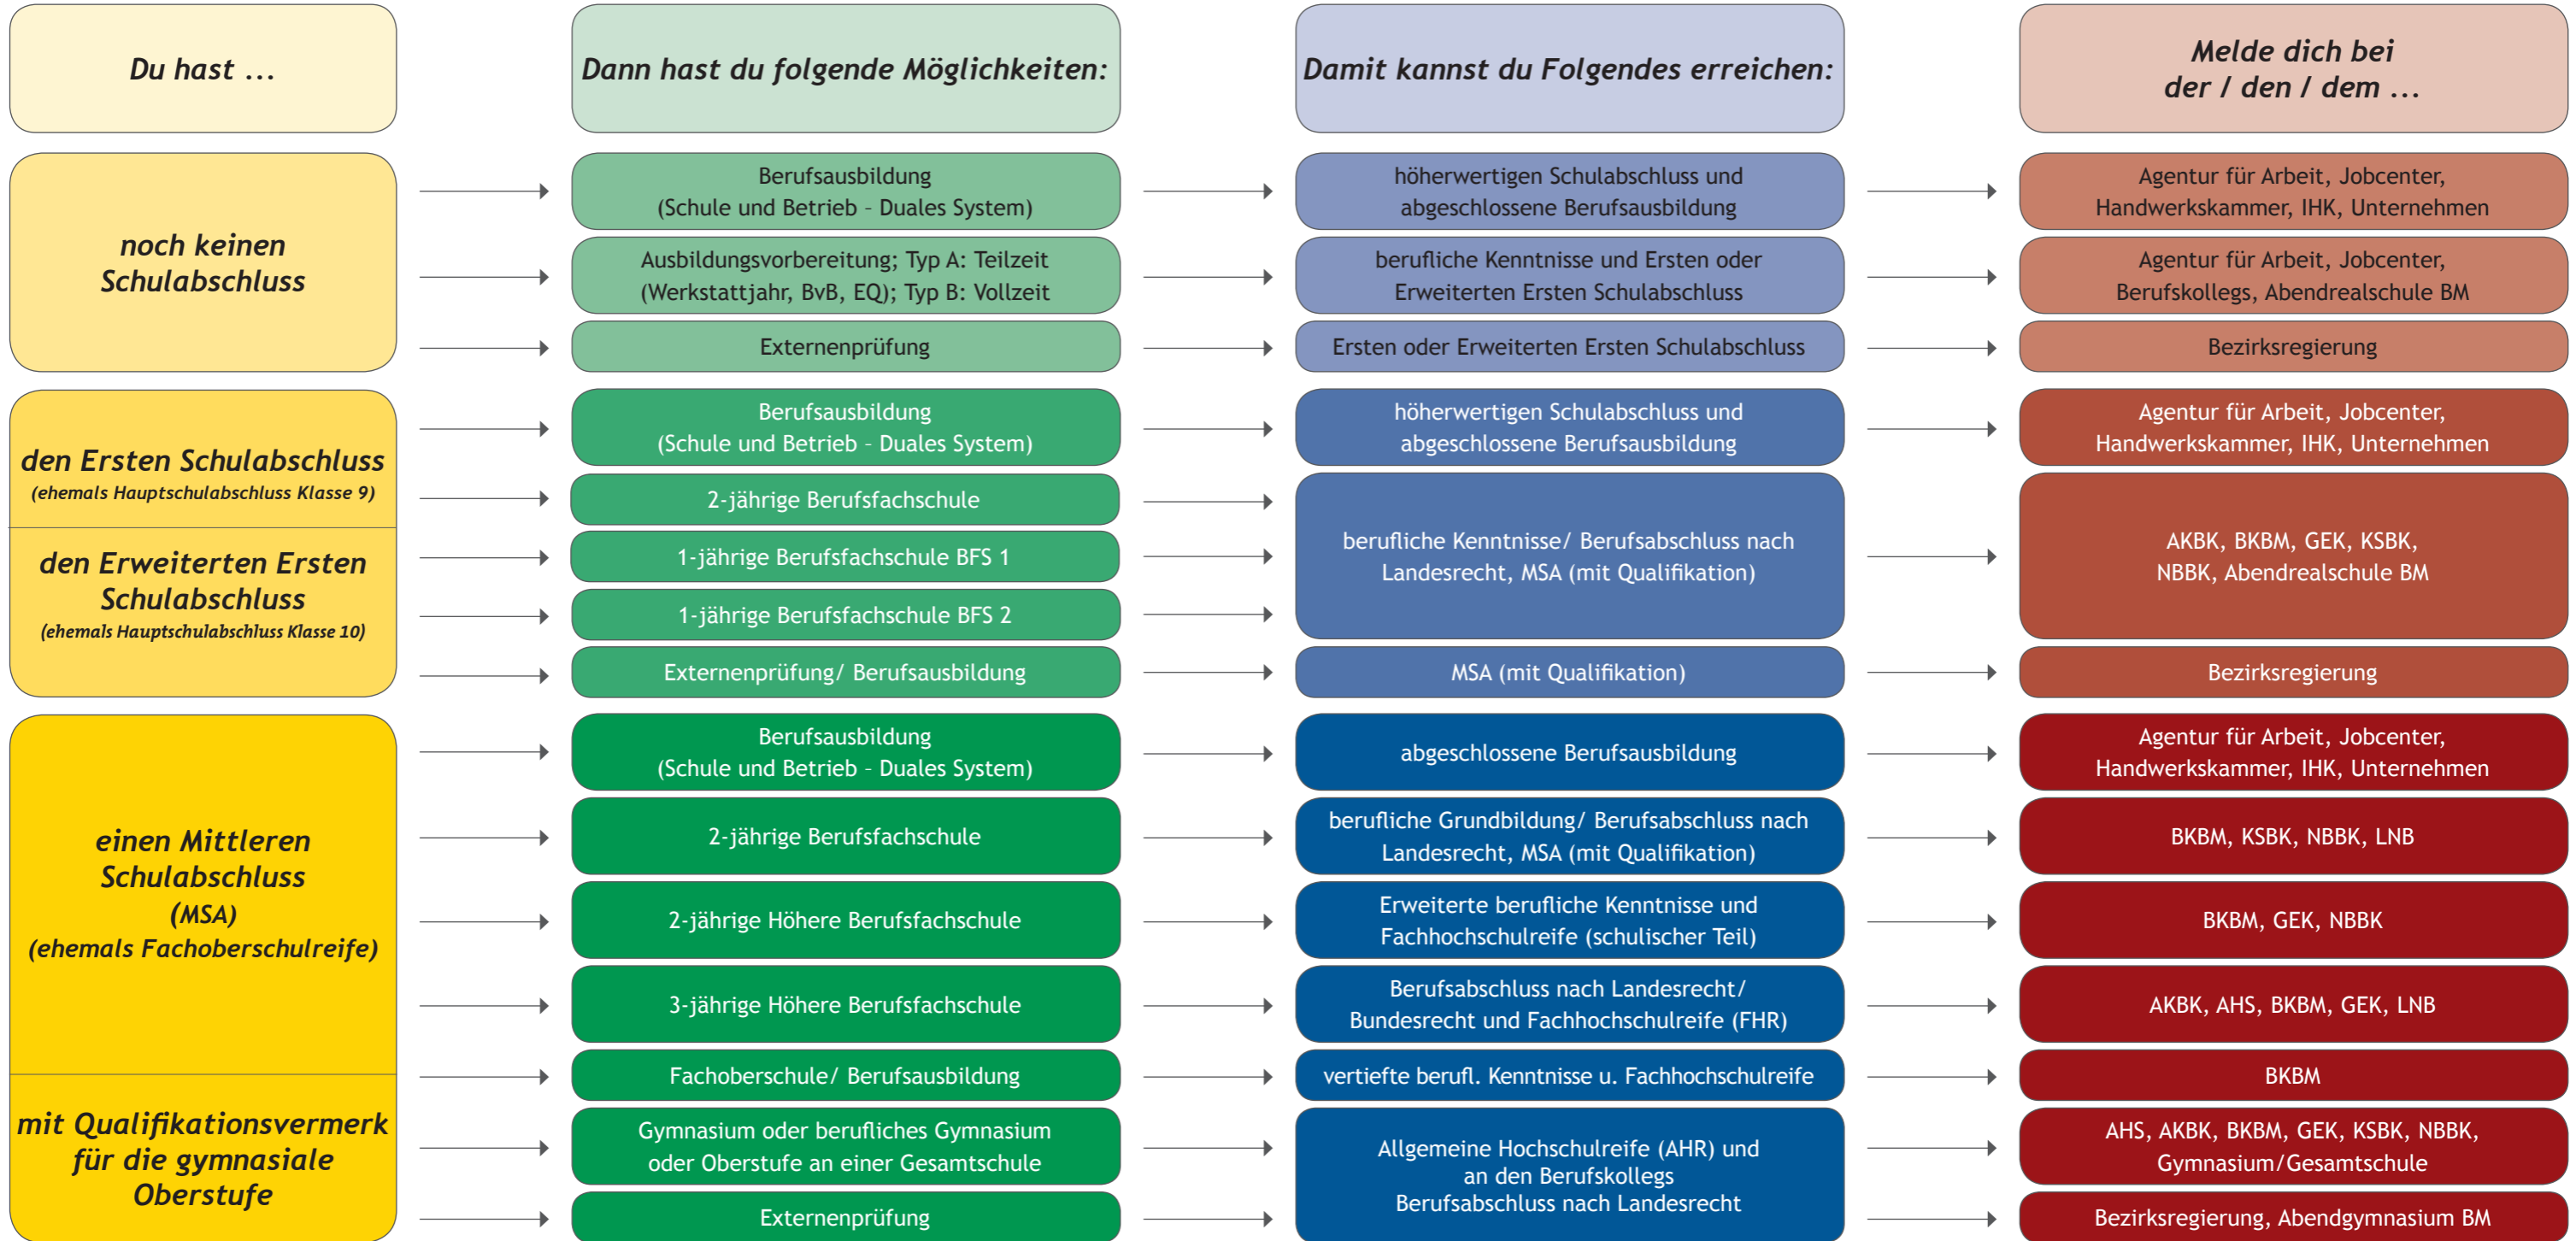 Du hast ...
Dann hast du folgende Möglichkeiten:
Damit kannst du Folgendes erreichen:
Melde dich bei
der / den / dem ...
noch keinen
Schulabschluss
Berufsausbildung
(Schule und Betrieb – Duales System)
höherwertigen Schulabschluss und
abgeschlossene Berufsausbildung
Agentur für Arbeit, Jobcenter,
Handwerkskammer, IHK, Unternehmen
Ausbildungsvorbereitung; Typ A: Teilzeit
(Werkstattjahr, BvB, EQ); Typ B: Vollzeit
berufliche Kenntnisse und Ersten oder
Erweiterten Ersten Schulabschluss
Agentur für Arbeit, Jobcenter,
Berufskollegs, Abendrealschule BM
Externenprüfung
Ersten oder Erweiterten Ersten Schulabschluss
Bezirksregierung
den Ersten Schulabschluss
(ehemals Hauptschulabschluss Klasse 9)
den Erweiterten Ersten
Schulabschluss
(ehemals Hauptschulabschluss Klasse 10)
Berufsausbildung
(Schule und Betrieb – Duales System)
höherwertigen Schulabschluss und
abgeschlossene Berufsausbildung
Agentur für Arbeit, Jobcenter,
Handwerkskammer, IHK, Unternehmen
2-jährige Berufsfachschule
1-jährige Berufsfachschule BFS 1
1-jährige Berufsfachschule BFS 2
berufliche Kenntnisse/ Berufsabschluss nach
Landesrecht, MSA (mit Qualifikation)
AKBK, BKBM, GEK, KSBK,
NBBK, Abendrealschule BM
Externenprüfung/ Berufsausbildung
MSA (mit Qualifikation)
Bezirksregierung
einen Mittleren
Schulabschluss
(MSA)
(ehemals Fachoberschulreife)
mit Qualifikationsvermerk
für die gymnasiale
Oberstufe
Berufsausbildung
(Schule und Betrieb – Duales System)
abgeschlossene Berufsausbildung
Agentur für Arbeit, Jobcenter,
Handwerkskammer, IHK, Unternehmen
2-jährige Berufsfachschule
berufliche Grundbildung/ Berufsabschluss nach
Landesrecht, MSA (mit Qualifikation)
BKBM, KSBK, NBBK, LNB
2-jährige Höhere Berufsfachschule
Erweiterte berufliche Kenntnisse und
Fachhochschulreife (schulischer Teil)
BKBM, GEK, NBBK
3-jährige Höhere Berufsfachschule
Berufsabschluss nach Landesrecht/
Bundesrecht und Fachhochschulreife (FHR)
AKBK, AHS, BKBM, GEK, LNB
Fachoberschule/ Berufsausbildung
vertiefte berufl. Kenntnisse u. Fachhochschulreife
BKBM
Gymnasium oder berufliches Gymnasium
oder Oberstufe an einer Gesamtschule
Allgemeine Hochschulreife (AHR) und
an den Berufskollegs
Berufsabschluss nach Landesrecht
AHS, AKBK, BKBM, GEK, KSBK, NBBK,
Gymnasium/Gesamtschule
Externenprüfung
Bezirksregierung, Abendgymnasium BM